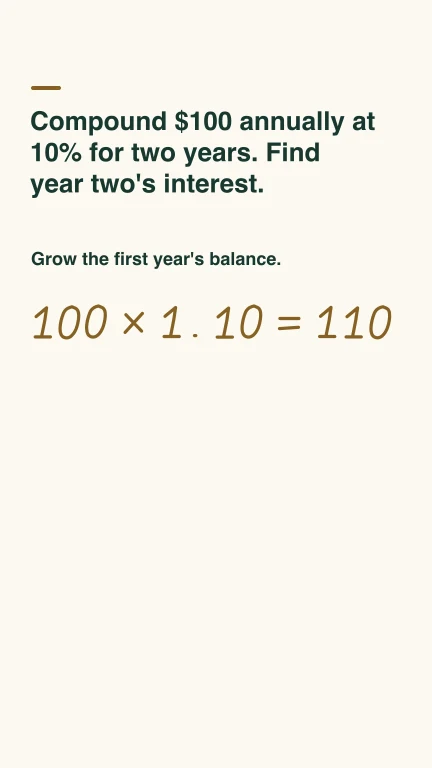 Compound $100 annually at
10% for two years. Find
year two's interest.
Grow the first year's balance.
100 × 1.10 = 110